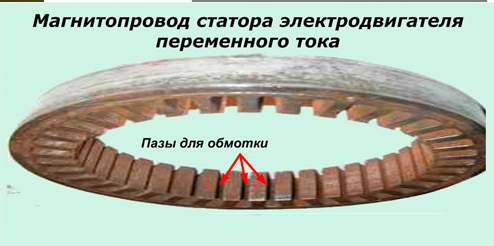 Магнитопровод статора электродвигателя
переменного тока
Пазы для обмотки